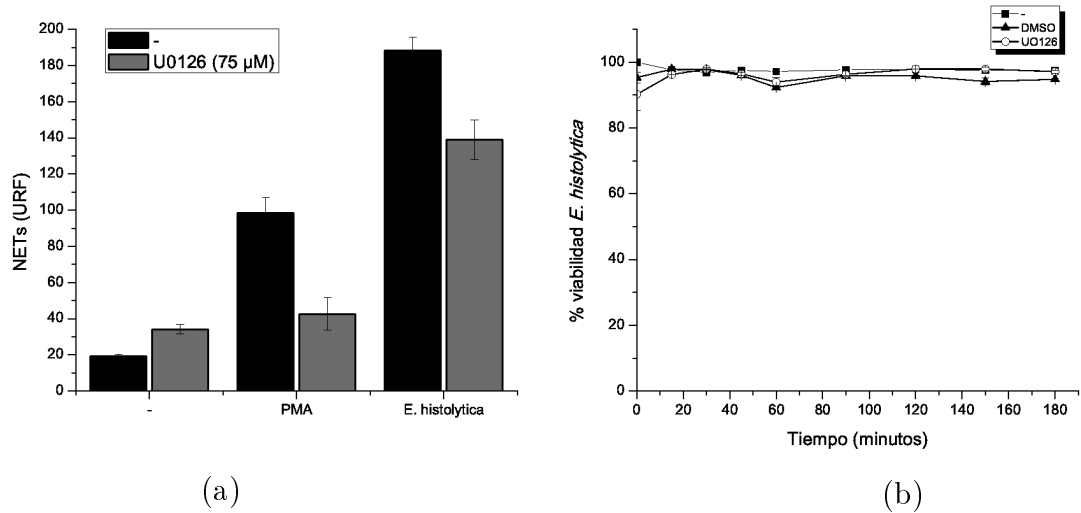 200
180
160
140
120
100
80
60
40
20
0
NETs (URF)
-
U0126 (75 µM)
-
PMA
E. histolytica
(a)
-
DMSO
UO126
100
80
60
40
20
0
% viabilidad E. histolytica
0 20 40 60 80 100 120 140 160 180
Tiempo (minutos)
(b)